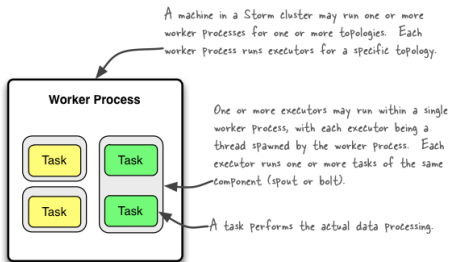 A machine in a Storm cluster may run one or more
worker processes for one or more topologies. Each
worker process runs executors for a specific topology.
Worker Process
Task
Task
Task
Task
One or more executors may run within a single
worker process, with each executor being a
thread spawned by the worker process. Each
executor runs one or more tasks of the same
component (spout or bolt).
A task performs the actual data processing.